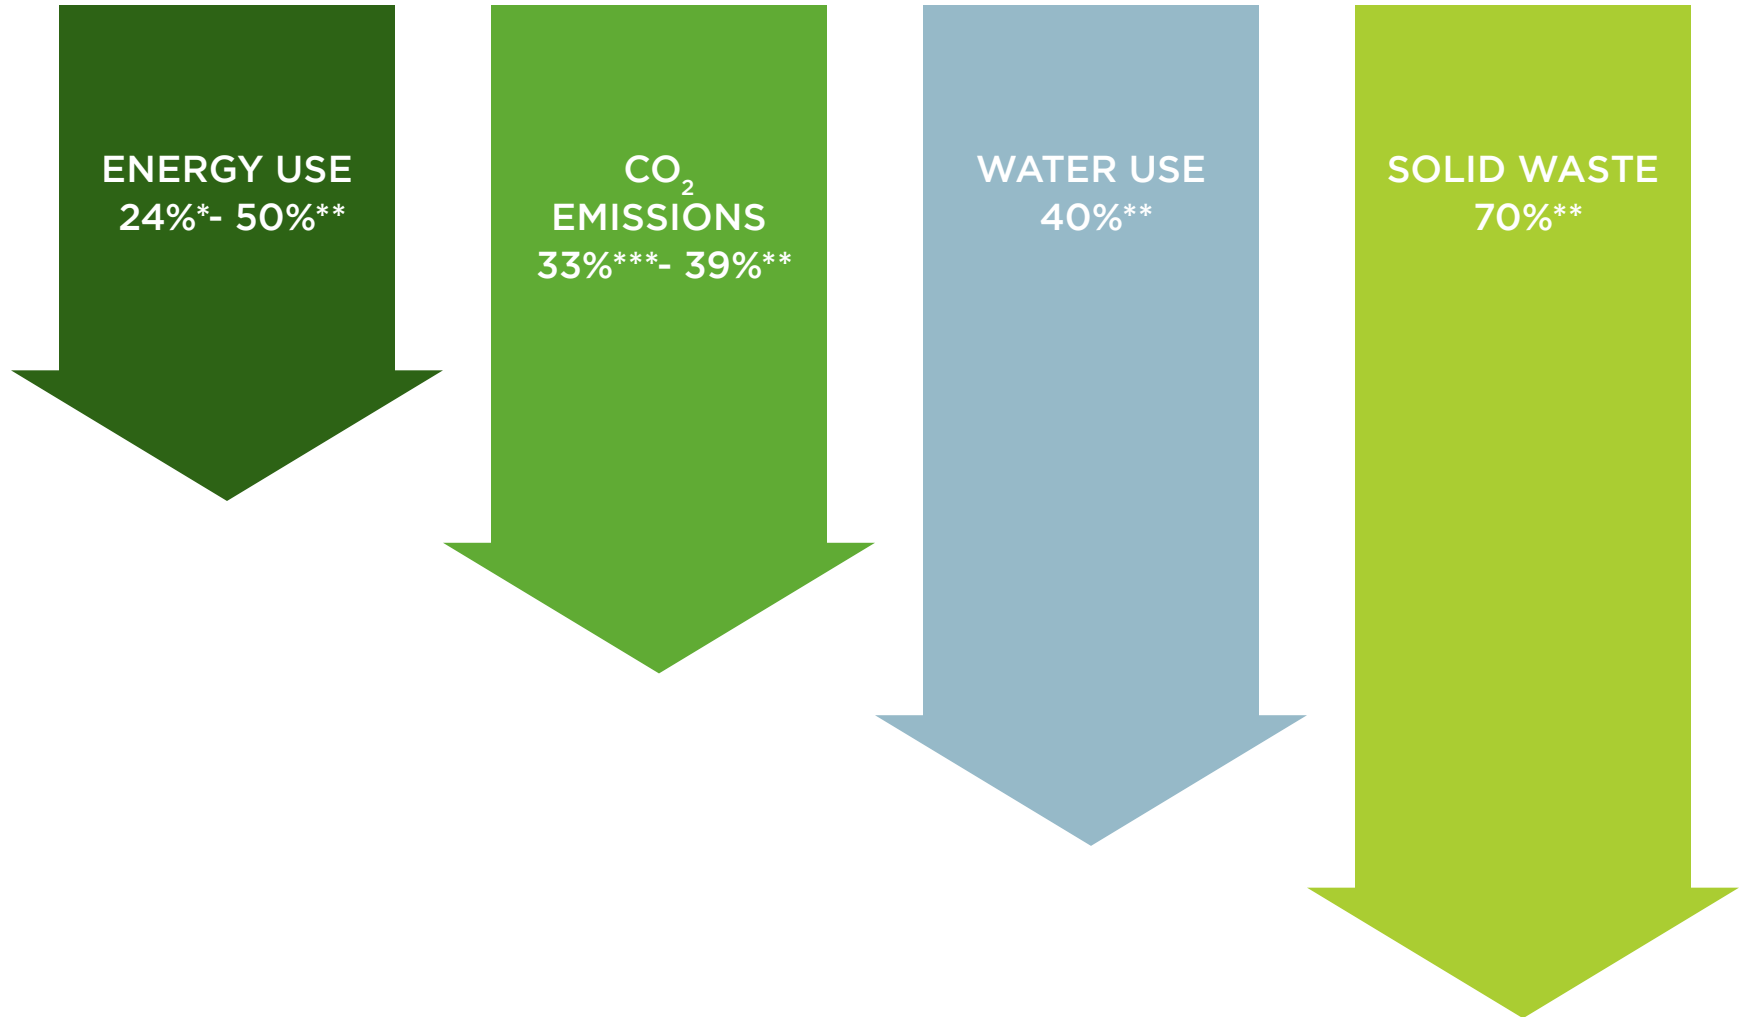 ENERGY USE
24%*- 50%**
CO₂
EMISSIONS
33%***- 39%**
WATER USE
40%**
SOLID WASTE
70%**